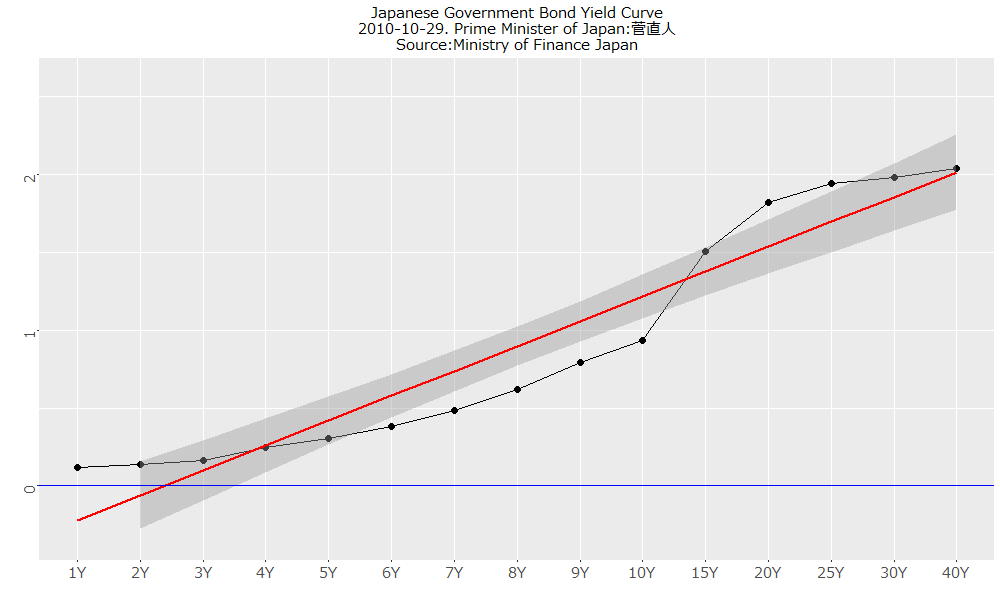 Japanese Government Bond Yield Curve
2010-10-29. Prime Minister of Japan:菅直人
Source:Ministry of Finance Japan
2
1
0
1Y 2Y 3Y 4Y 5Y 6Y 7Y 8Y 9Y 10Y 15Y 20Y 25Y 30Y 40Y